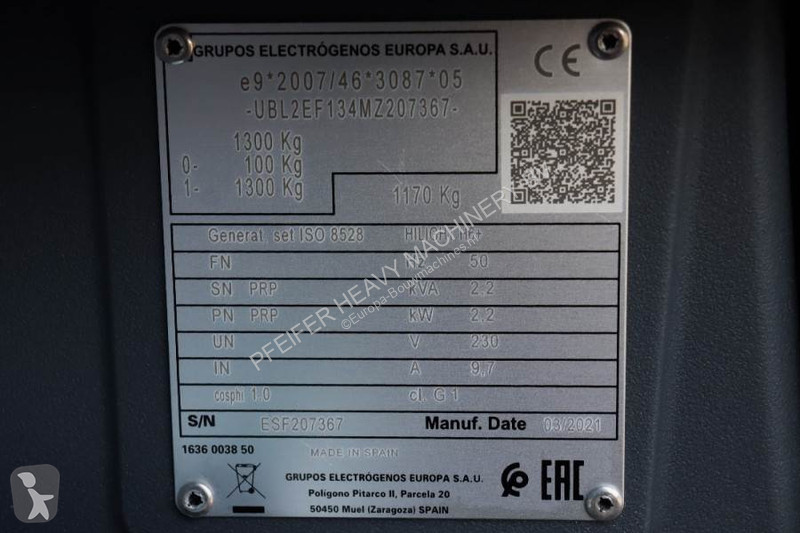 GRUPOS ELECTRÓGENOS EUROPA S.A.U.
e9*2007/46*3087*05
-UBL2EF134MZ207367-
1300 Kg
0- 100 Kg
1- 1300 Kg
1170 Kg
CE
Generat set ISO 8528
FN Hz 50
SN PRP kVA 2.2
PN PRP kW 2,2
UN V 230
IN A 9,7
cosphi 1.0 cl. G 1
S/N ESF207367 Manuf. Date 03/2021
1636 0038 50 MADE IN SPAIN
GRUPOS ELECTRÓGENOS EUROPA S.A.U.
Polígono Pitarco II, Parcela 20
50450 Muel (Zaragoza) SPAIN
EAC
PFEIFER HEAVY MACHINERY
©Europa-Bouwmachines.nl